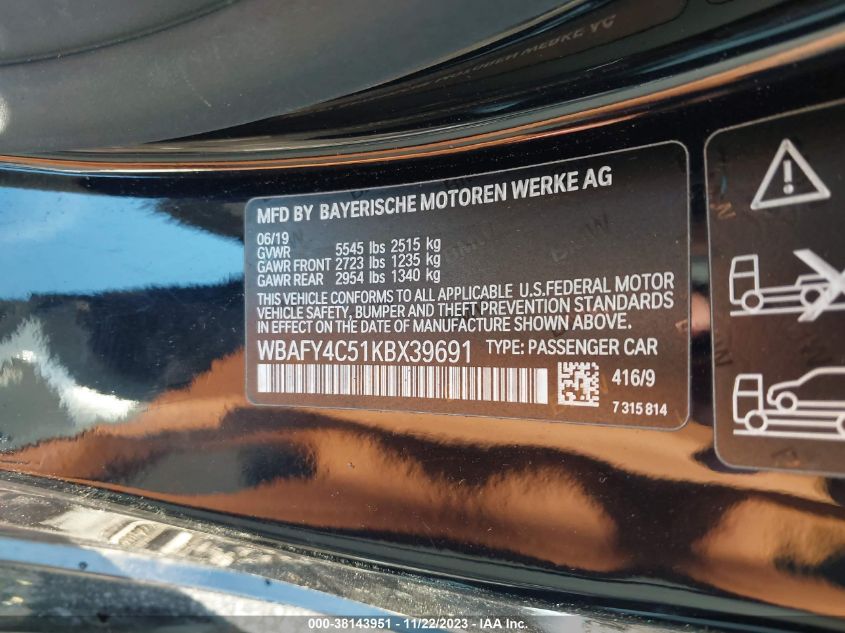 MFD BY BAYERISCHE MOTOREN WERKE AG
06/19
GVWR 5545 lbs 2515 kg
GAWR FRONT 2723 lbs 1235 kg
GAWR REAR 2954 lbs 1340 kg
THIS VEHICLE CONFORMS TO ALL APPLICABLE U.S.FEDERAL MOTOR
VEHICLE SAFETY, BUMPER AND THEFT PREVENTION STANDARDS
IN EFFECT ON THE DATE OF MANUFACTURE SHOWN ABOVE.
WBAFY4C51KBX39691 TYPE: PASSENGER CAR
416/9
7 315 814
000-38143951 - 11/22/2023 - IAA Inc.